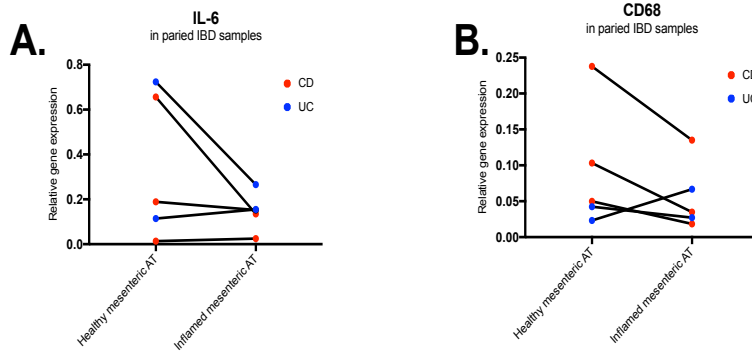 A.
IL-6
in paried IBD samples
Relative gene expression
0.8
0.6
0.4
0.2
0.0
CD
UC
Healthy mesenteric AT
Inflamed mesenteric AT
B.
CD68
in paried IBD samples
Relative gene expression
0.25
0.20
0.15
0.10
0.05
0.00
CD
UC
Healthy mesenteric AT
Inflamed mesenteric AT